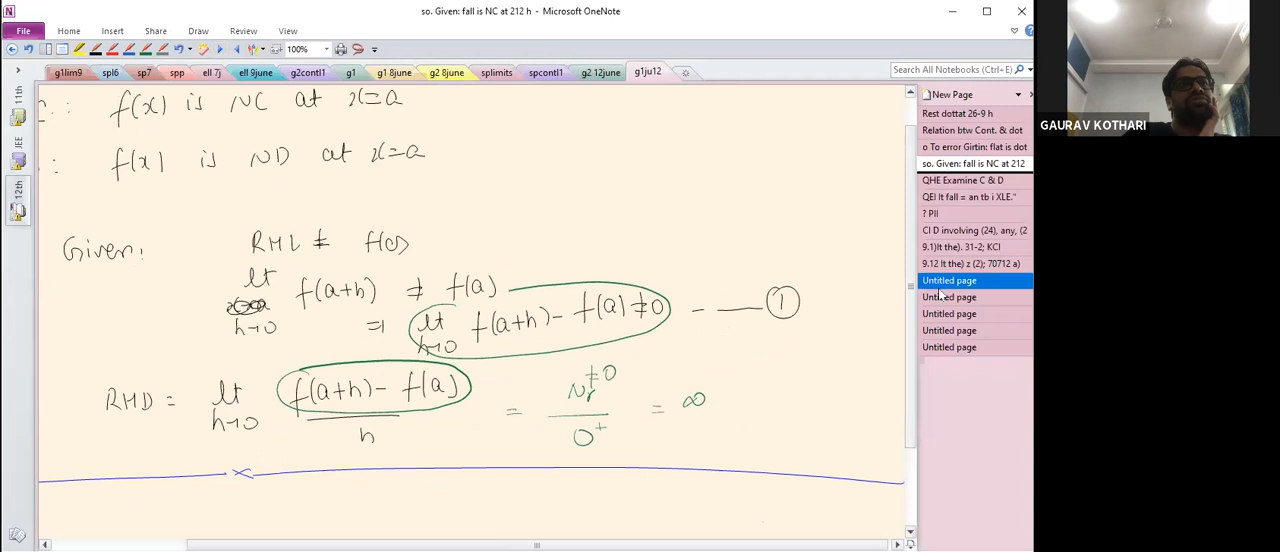 so. Given: fall is NC at 212 h - Microsoft OneNote
File Home Insert Share Draw Review View
100%
g1lim9 spl6 sp7 spp ell 7j ell 9june g2contl1 g1 g1 8june g2 8june splimits spcontl1 g2 12june g1ju12
Search All Notebooks (Ctrl+E)
11th
JEE
12th
New Page
Rest dottat 26-9 h
Relation btw Cont. & dot
o To error Girtin: flat is dot
so. Given: fall is NC at 212
QHE Examine C & D
QEI It fall = an tb i XLE."
? PII
CI D involving (24), any, (2
9.1)It the). 31-2; KCI
9.12 It the) z (2); 70712 a)
Untitled page
Untitled page
Untitled page
Untitled page
Untitled page
GAURAV KOTHARI
f(x) is NC at x=a
f(x) is ND at x=a
Given: RHL ≠ f(a)
lt h→0 f(a+h) ≠ f(a)
⇒ lt h→0 f(a+h) - f(a) ≠ 0 - — ①
RHD = lt h→0 f(a+h) - f(a) / h = Nr ≠0 / 0+ = ∞